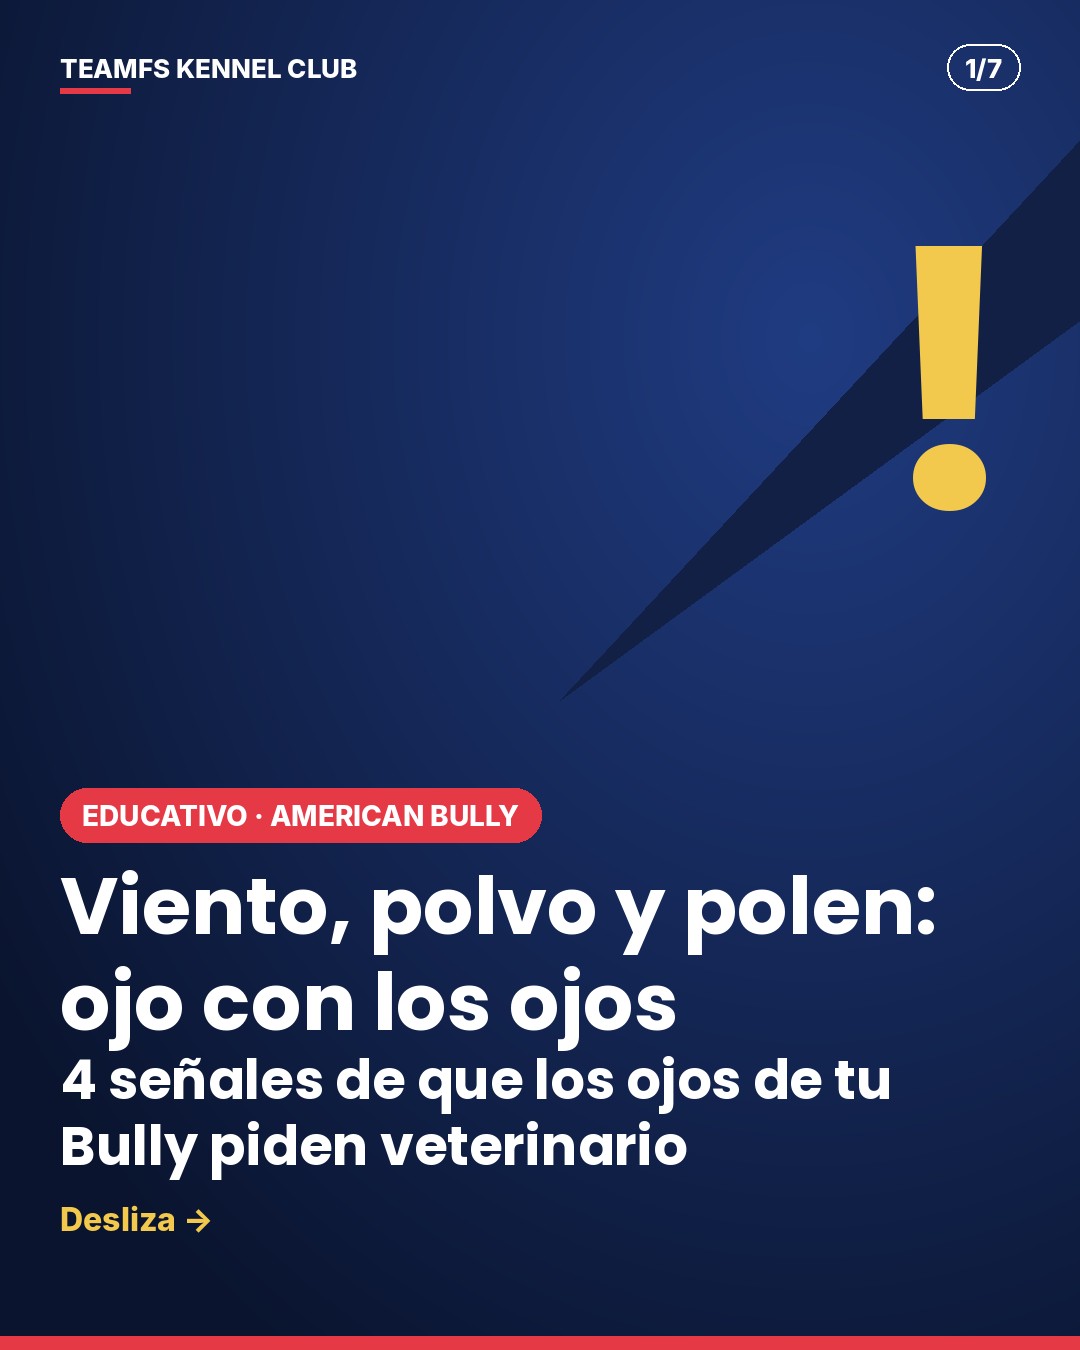 TEAMFS KENNEL CLUB
1/7
!
EDUCATIVO · AMERICAN BULLY
Viento, polvo y polen:
ojo con los ojos
4 señales de que los ojos de tu
Bully piden veterinario
Desliza →